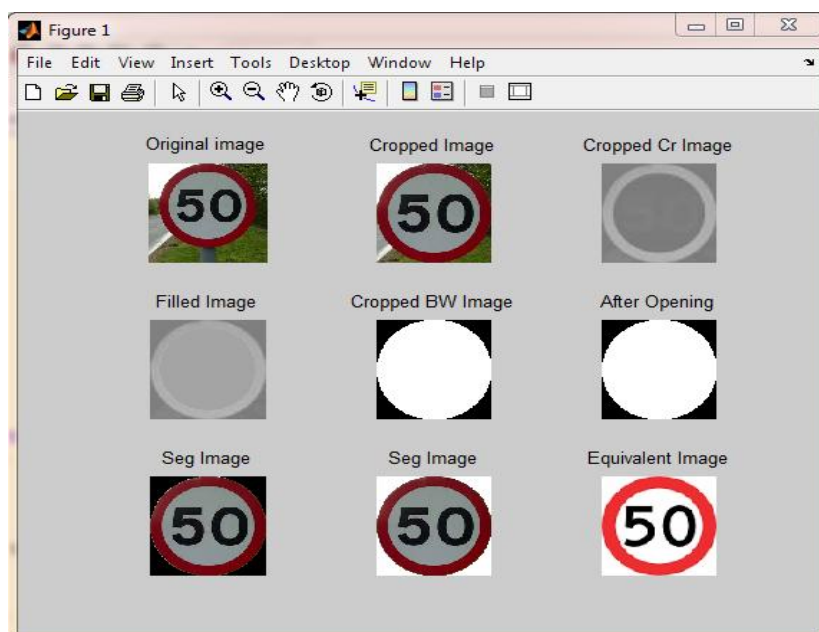 Figure 1
File Edit View Insert Tools Desktop Window Help
Original image Cropped Image Cropped Cr Image
50 50 50
Filled Image Cropped BW Image After Opening
Seg Image Seg Image Equivalent Image
50 50 50